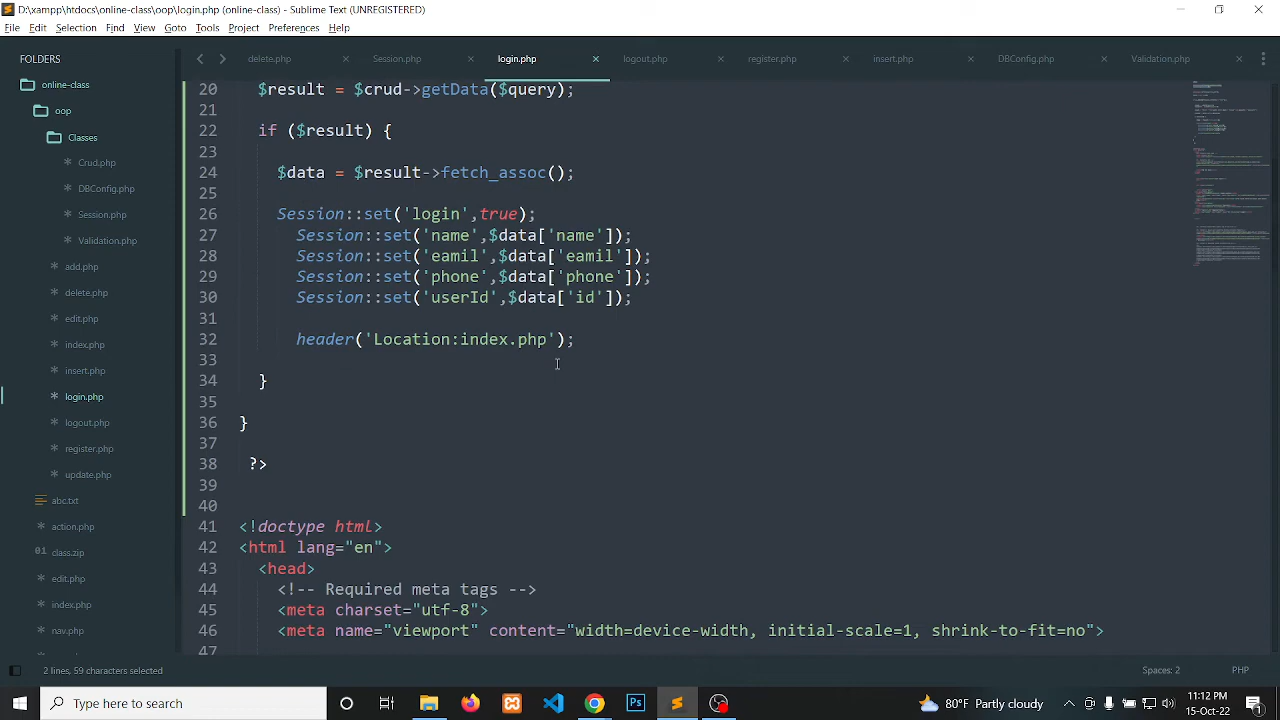 D:\xampp\htdocs\online-class\oop\login.php (online-class) - Sublime Text (UNREGISTERED)
File Edit Selection Find View Goto Tools Project Preferences Help
FOLDERS
delete.php Session.php login.php logout.php register.php insert.php DBConfig.php Validation.php
online-class
oop
Gases
Crud.php
DBConfig.php
Session.php
Validation.php
add.php
delete.php
edit.php
index.php
insert.php
login.php
logout.php
register.php
update.php
abc.txt
action.php
class.zip
edit.php
index.php
nav.php
20 $result = $crud->getData($query);
21
22 if ($result) {
23
24 $data = $result->fetch_assoc();
25
26 Session::set('login',true);
27 Session::set('name',$data['name']);
28 Session::set('eamil',$data['eamil']);
29 Session::set('phone',$data['phone']);
30 Session::set('userId',$data['id']);
31
32 header('Location:index.php');
33
34 }
35
36 }
37
38 ?>
39
40
41 <!doctype html>
42 <html lang="en">
43 <head>
44 <!-- Required meta tags -->
45 <meta charset="utf-8">
46 <meta name="viewport" content="width=device-width, initial-scale=1, shrink-to-fit=no">
47
2 lines, 59 characters selected Spaces: 2 PHP
Type here to search
Ps
80°F Partly cloudy
11:12 PM
15-Oct-22